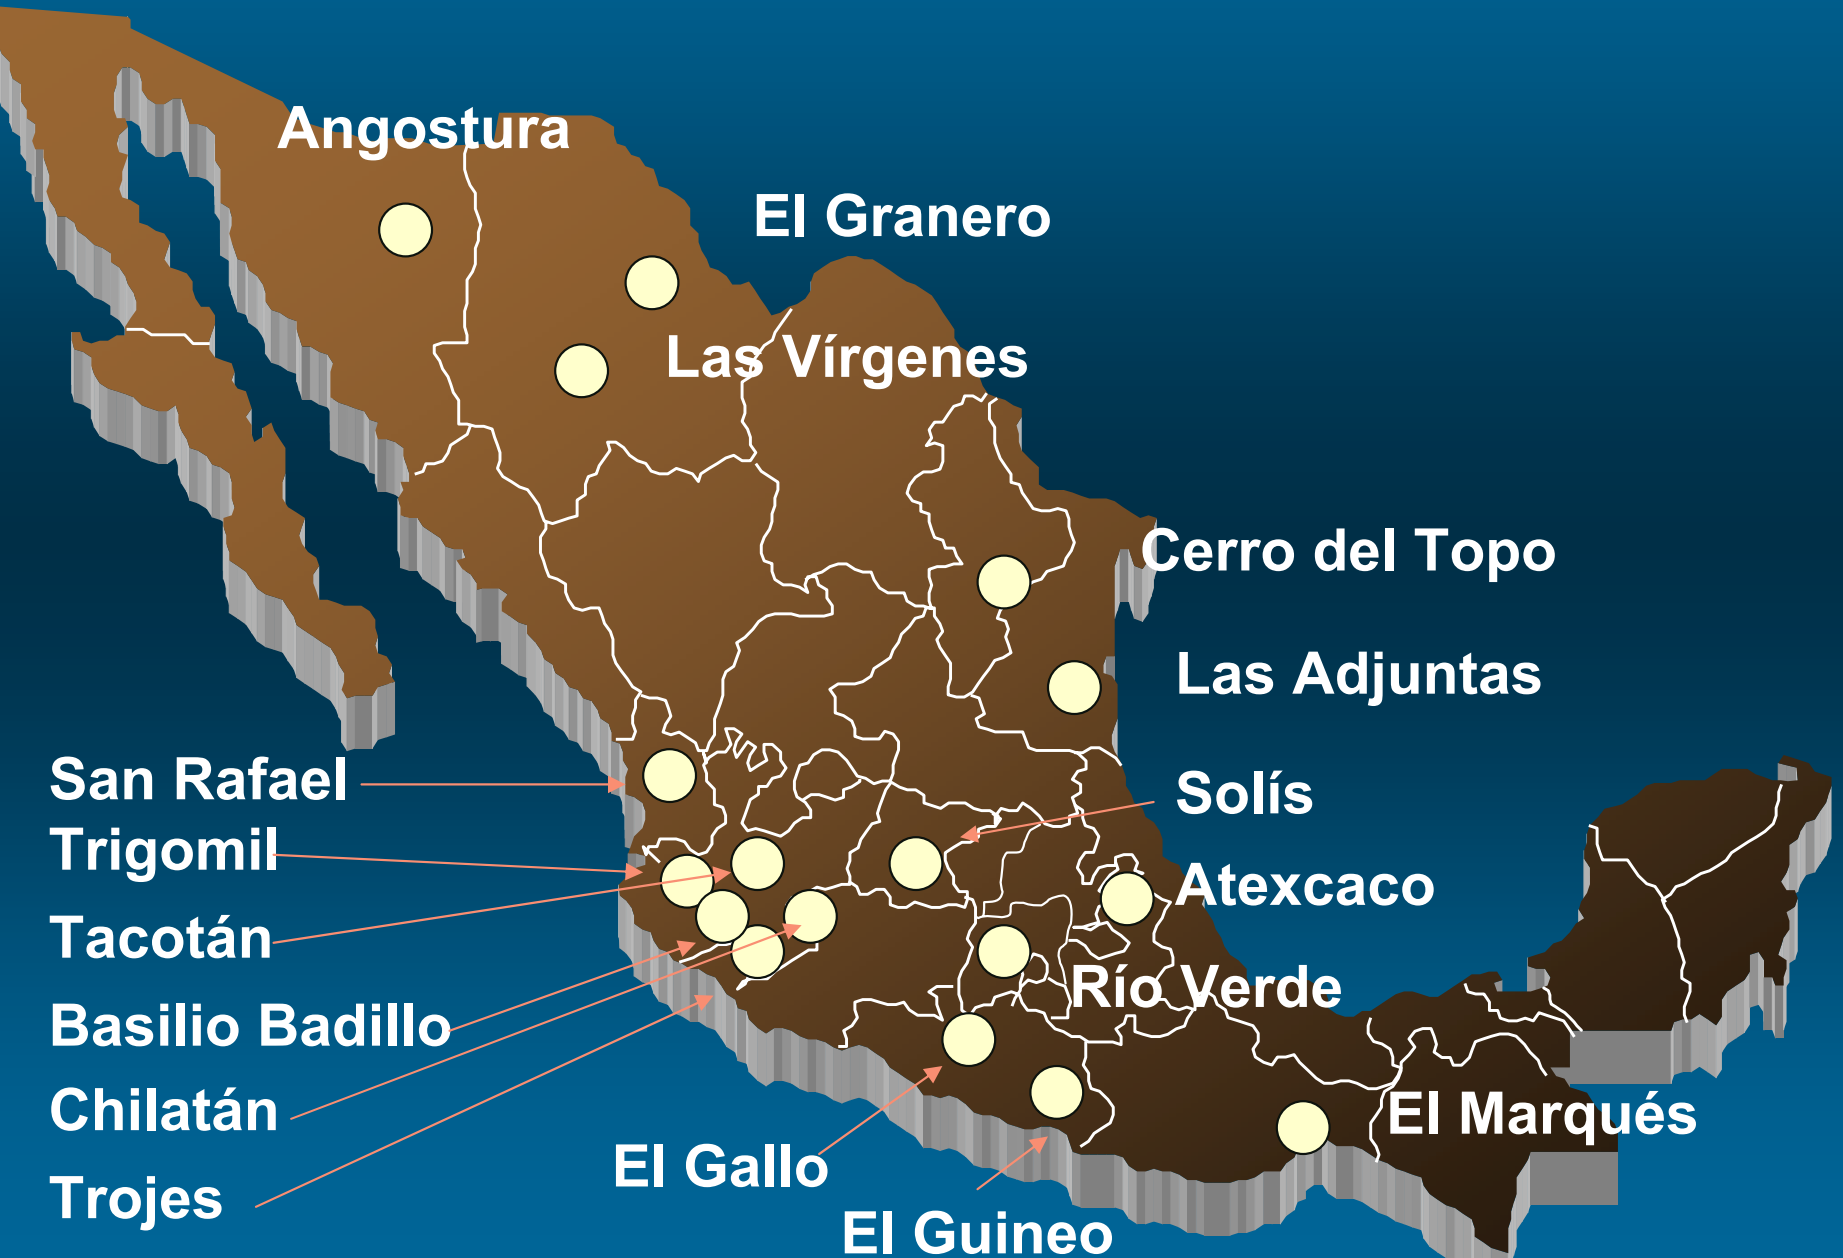 Angostura
El Granero
Las Vírgenes
Cerro del Topo
Las Adjuntas
San Rafael
Solís
Trigomil
Atexcaco
Tacotán
Río Verde
Basilio Badillo
Chilatán
El Marqués
El Gallo
Trojes
El Guineo